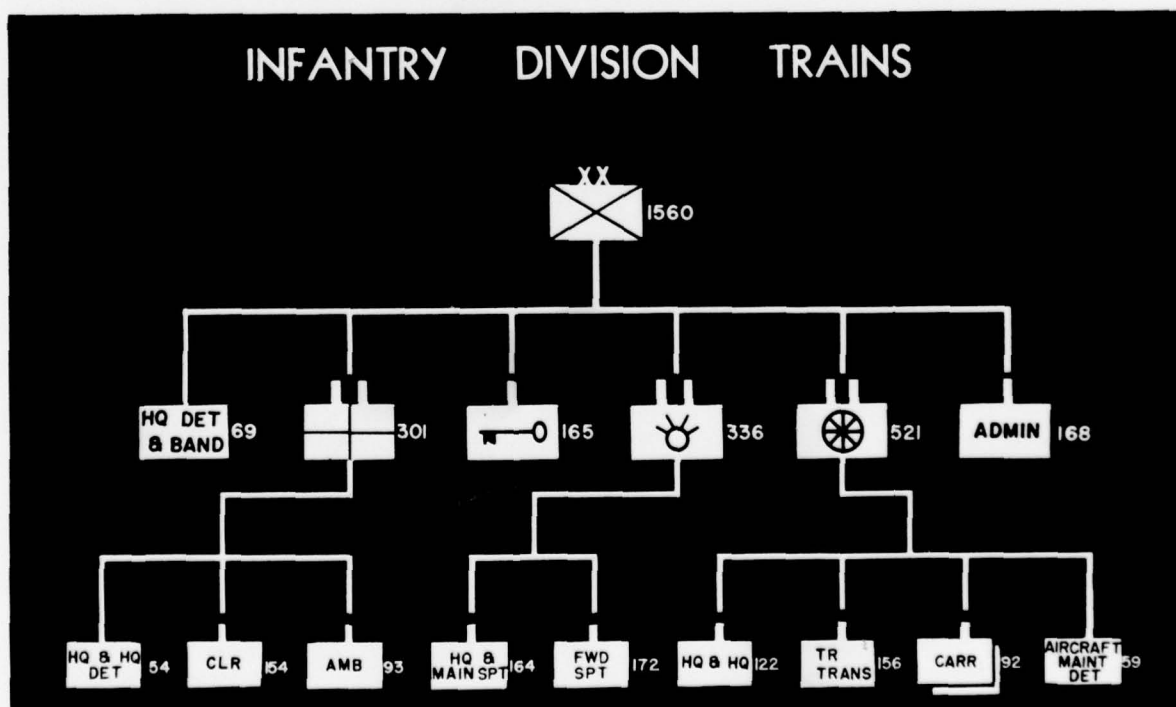 INFANTRY DIVISION TRAINS
XX
1560
HQ DET
& BAND
69
301
165
336
521
ADMIN
168
HQ & HQ
DET
54
CLR
154
AMB
93
HQ &
MAIN SPT
164
FWD
SPT
172
HQ & HQ
122
TR
TRANS
156
CARR
92
AIRCRAFT
MAINT
DET
59